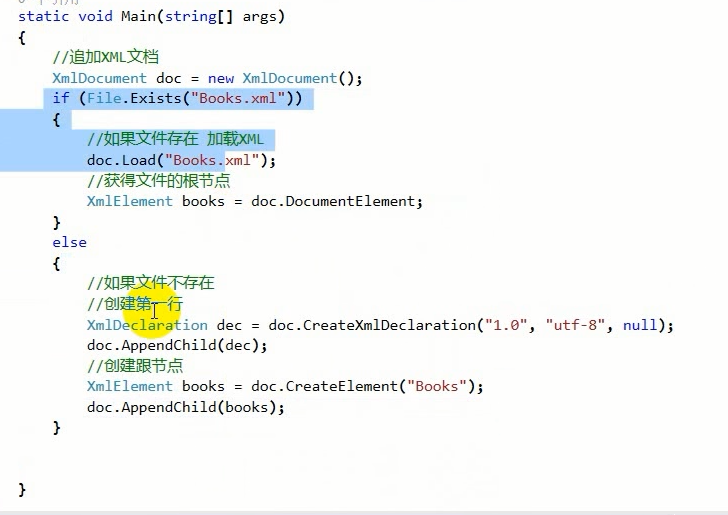 static void Main(string[] args)
{
//追加XML文档
XmlDocument doc = new XmlDocument();
if (File.Exists("Books.xml"))
{
//如果文件存在 加载XML
doc.Load("Books.xml");
//获得文件的根节点
XmlElement books = doc.DocumentElement;
}
else
{
//如果文件不存在
//创建第一行
XmlDeclaration dec = doc.CreateXmlDeclaration("1.0", "utf-8", null);
doc.AppendChild(dec);
//创建跟节点
XmlElement books = doc.CreateElement("Books");
doc.AppendChild(books);
}
}